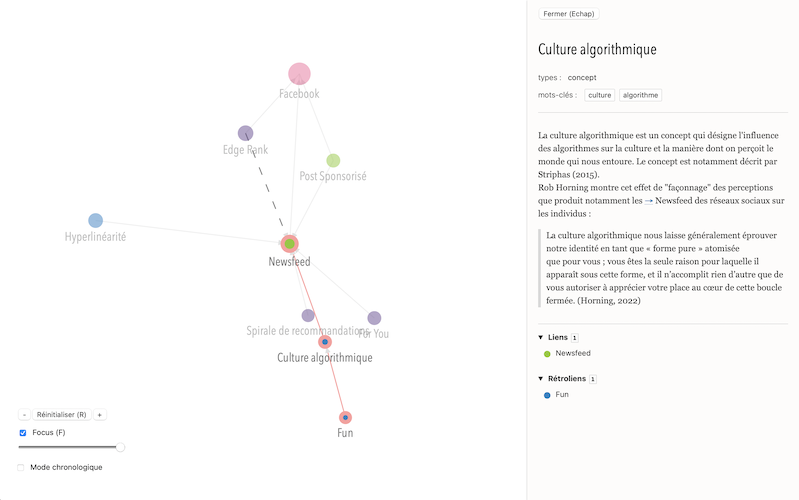 Facebook
Edge Rank
Post Sponsorisé
Hyperlinéarité
Newsfeed
Spirale de recommandations
For You
Culture algorithmique
Fun
-
Réinitialiser (R)
+
Focus (F)
Mode chronologique
Fermer (Echap)
Culture algorithmique
types : concept
mots-clés : culture algorithme
La culture algorithmique est un concept qui désigne l'influence
des algorithmes sur la culture et la manière dont on perçoit le
monde qui nous entoure. Le concept est notamment décrit par
Striphas (2015).
Rob Horning montre cet effet de "façonnage" des perceptions
que produit notamment les → Newsfeed des réseaux sociaux sur
les individus :
La culture algorithmique nous laisse généralement éprouver
notre identité en tant que « forme pure » atomisée
que pour vous ; vous êtes la seule raison pour laquelle il
apparaît sous cette forme, et il n'accomplit rien d'autre que de
vous autoriser à apprécier votre place au cœur de cette boucle
fermée. (Horning, 2022)
▼ Liens 1
Newsfeed
▼ Rétroliens 1
Fun